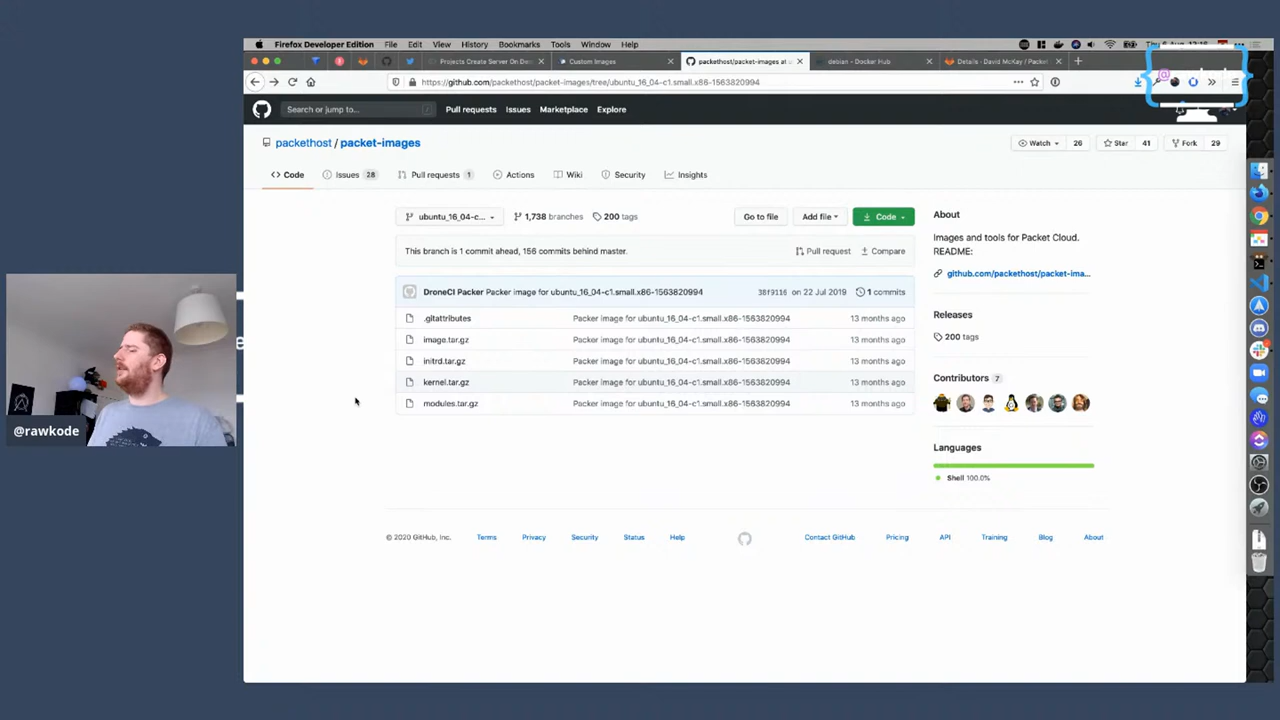 Firefox Developer Edition File Edit View History Bookmarks Tools Window Help
Projects Create Server On Dem
Custom Images
packethost/packet-images at
debian - Docker Hub
Details - David McKay / Packet
https://github.com/packethost/packet-images/tree/ubuntu_16_04-c1.small.x86-1563820994
Search or jump to...
Pull requests Issues Marketplace Explore
packethost / packet-images
Watch 26
Star 41
Fork 29
Code
Issues 28
Pull requests 1
Actions
Wiki
Security
Insights
ubuntu_16_04-c...
1,738 branches
200 tags
Go to file
Add file
Code
This branch is 1 commit ahead, 156 commits behind master.
Pull request
Compare
DroneCI Packer Packer image for ubuntu_16_04-c1.small.x86-1563820994
38f9116 on 22 Jul 2019
1 commits
.gitattributes Packer image for ubuntu_16_04-c1.small.x86-1563820994 13 months ago
image.tar.gz Packer image for ubuntu_16_04-c1.small.x86-1563820994 13 months ago
initrd.tar.gz Packer image for ubuntu_16_04-c1.small.x86-1563820994 13 months ago
kernel.tar.gz Packer image for ubuntu_16_04-c1.small.x86-1563820994 13 months ago
modules.tar.gz Packer image for ubuntu_16_04-c1.small.x86-1563820994 13 months ago
About
Images and tools for Packet Cloud.
README:
github.com/packethost/packet-ima...
Releases
200 tags
Contributors 7
Languages
Shell 100.0%
© 2020 GitHub, Inc. Terms Privacy Security Status Help
Contact GitHub Pricing API Training Blog About
@rawkode